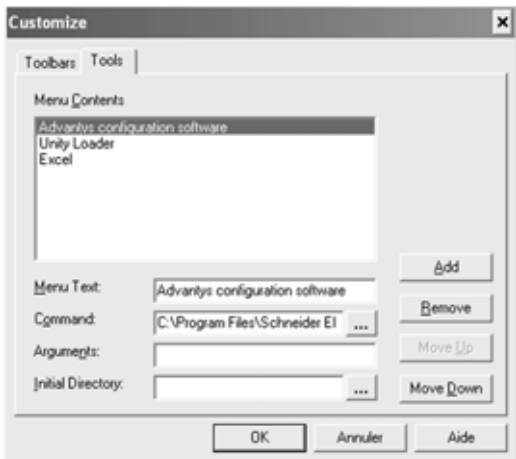 Customize
Toolbars Tools
Menu Contents
Advantys configuration software
Unity Loader
Excel
Add
Menu Text: Advantys configuration software
Remove
Command: C:\Program Files\Schneider El ...
Arguments:
Move Up
Initial Directory: ...
Move Down
OK Annuler Aide